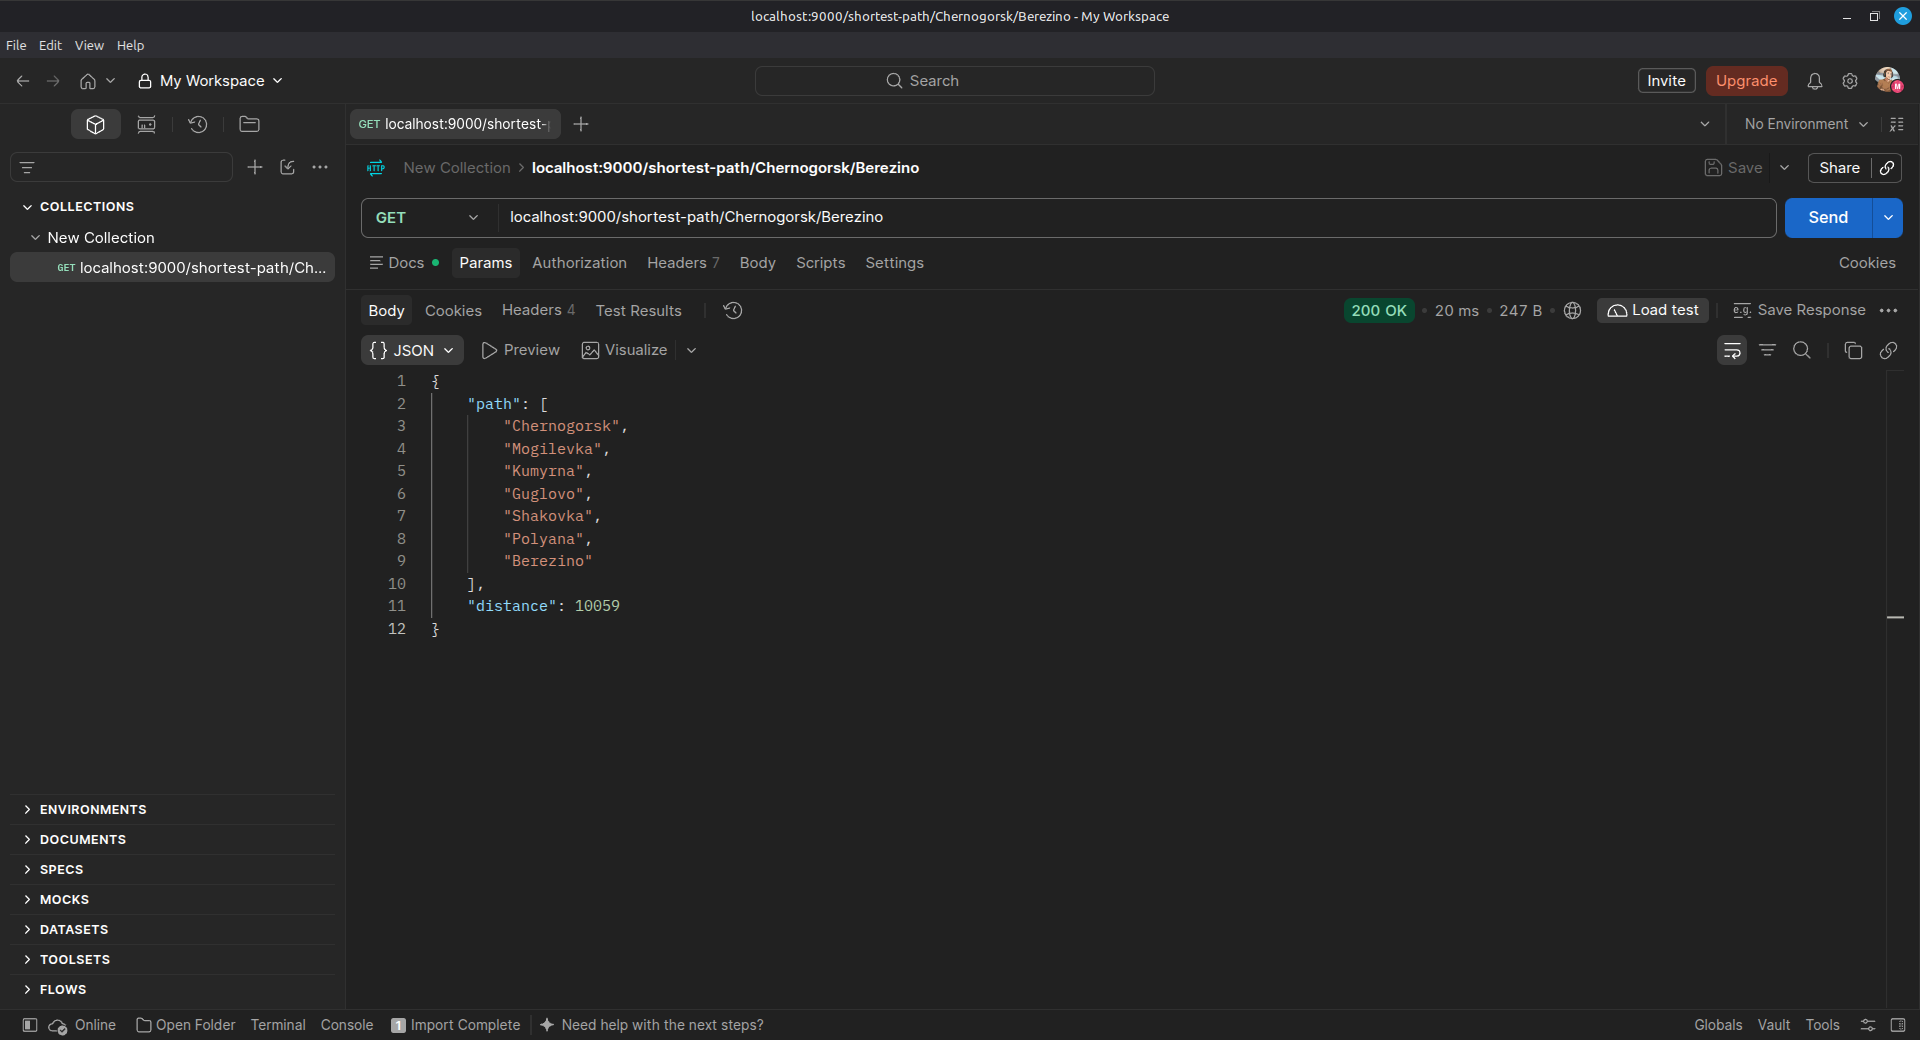 localhost:9000/shortest-path/Chernogorsk/Berezino - My Workspace
File Edit View Help
My Workspace
Search
Invite
Upgrade
M
GET localhost:9000/shortest-
No Environment
New Collection > localhost:9000/shortest-path/Chernogorsk/Berezino
HTTP
Save
Share
COLLECTIONS
New Collection
GET localhost:9000/shortest-path/Ch...
GET
localhost:9000/shortest-path/Chernogorsk/Berezino
Send
Docs Params Authorization Headers 7 Body Scripts Settings
Cookies
Body Cookies Headers 4 Test Results
200 OK • 20 ms • 247 B •
Load test
e.g. Save Response
{} JSON
Preview
Visualize
1 {
2 "path": [
3 "Chernogorsk",
4 "Mogilevka",
5 "Kumyrna",
6 "Guglovo",
7 "Shakovka",
8 "Polyana",
9 "Berezino"
10 ],
11 "distance": 10059
12 }
ENVIRONMENTS
DOCUMENTS
SPECS
MOCKS
DATASETS
TOOLSETS
FLOWS
Online
Open Folder
Terminal
Console
1 Import Complete
Need help with the next steps?
Globals
Vault
Tools